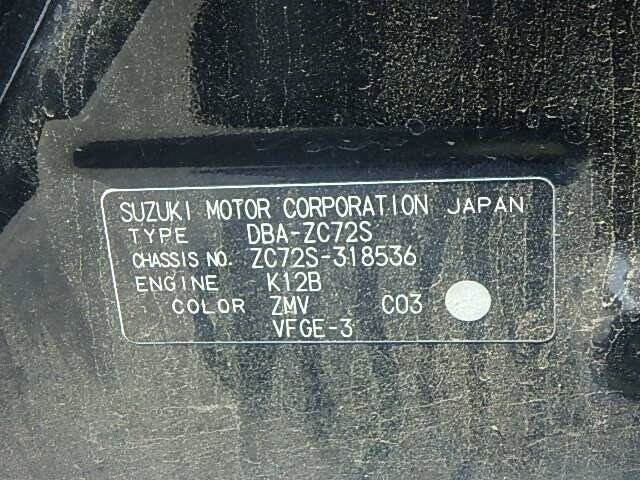 SUZUKI MOTOR CORPORATION JAPAN
TYPE DBA-ZC72S
CHASSIS NO. ZC72S-318536
ENGINE K12B
COLOR ZMV C03
VFGE-3